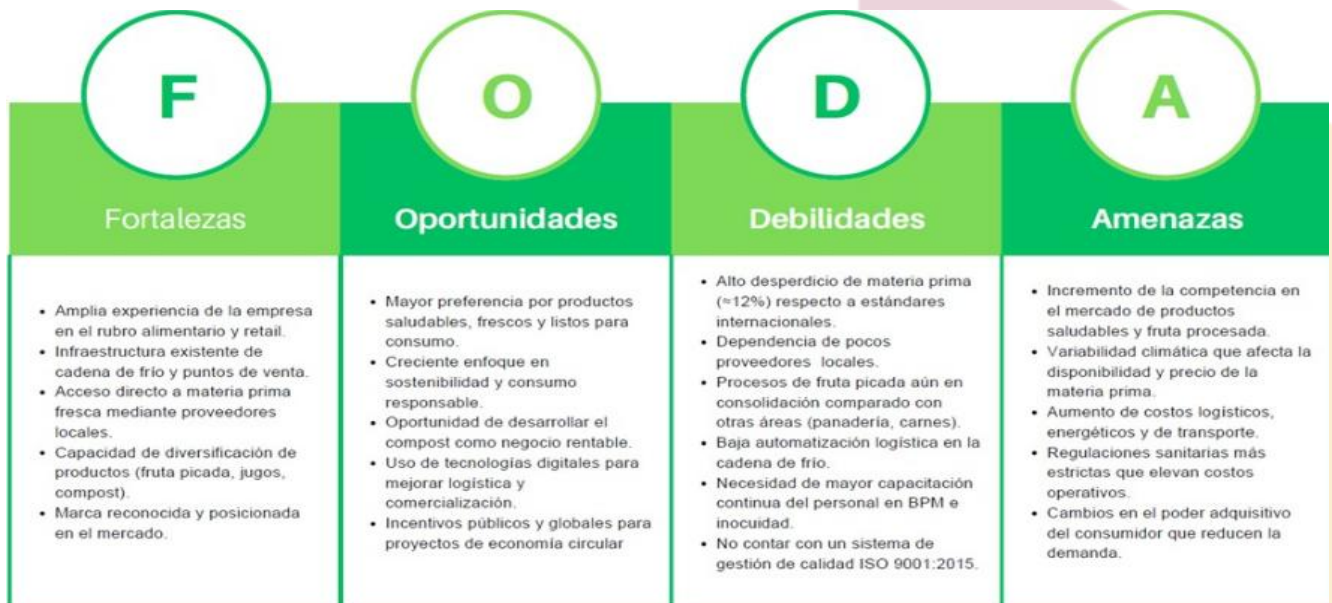 F
Fortalezas
• Amplia experiencia de la empresa
en el rubro alimentario y retail.
• Infraestructura existente de
cadena de frío y puntos de venta.
• Acceso directo a materia prima
fresca mediante proveedores
locales.
• Capacidad de diversificación de
productos (fruta picada, jugos,
compost).
• Marca reconocida y posicionada
en el mercado.
O
Oportunidades
• Mayor preferencia por productos
saludables, frescos y listos para
consumo.
• Creciente enfoque en
sostenibilidad y consumo
responsable.
• Oportunidad de desarrollar el
compost como negocio rentable.
• Uso de tecnologías digitales para
mejorar logística y
comercialización.
• Incentivos públicos y globales para
proyectos de economía circular
D
Debilidades
• Alto desperdicio de materia prima
(≈12%) respecto a estándares
internacionales.
• Dependencia de pocos
proveedores locales.
• Procesos de fruta picada aún en
consolidación comparado con
otras áreas (panadería, carnes).
• Baja automatización logística en la
cadena de frío.
• Necesidad de mayor capacitación
continua del personal en BPM e
inocuidad.
• No contar con un sistema de
gestión de calidad ISO 9001:2015.
A
Amenazas
• Incremento de la competencia en
el mercado de productos
saludables y fruta procesada.
• Variabilidad climática que afecta la
disponibilidad y precio de la
materia prima.
• Aumento de costos logísticos,
energéticos y de transporte.
• Regulaciones sanitarias más
estrictas que elevan costos
operativos.
• Cambios en el poder adquisitivo
del consumidor que reducen la
demanda.